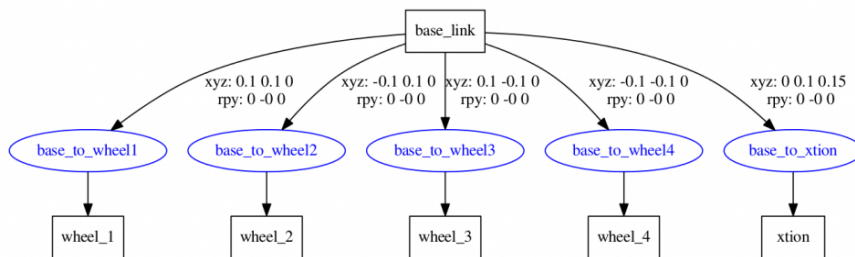 base_link
xyz: 0.1 0.1 0
rpy: 0 -0 0
xyz: -0.1 0.1 0
rpy: 0 -0 0
xyz: 0.1 -0.1 0
rpy: 0 -0 0
xyz: -0.1 -0.1 0
rpy: 0 -0 0
xyz: 0 0.1 0.15
rpy: 0 -0 0
base_to_wheel1
base_to_wheel2
base_to_wheel3
base_to_wheel4
base_to_xtion
wheel_1
wheel_2
wheel_3
wheel_4
xtion